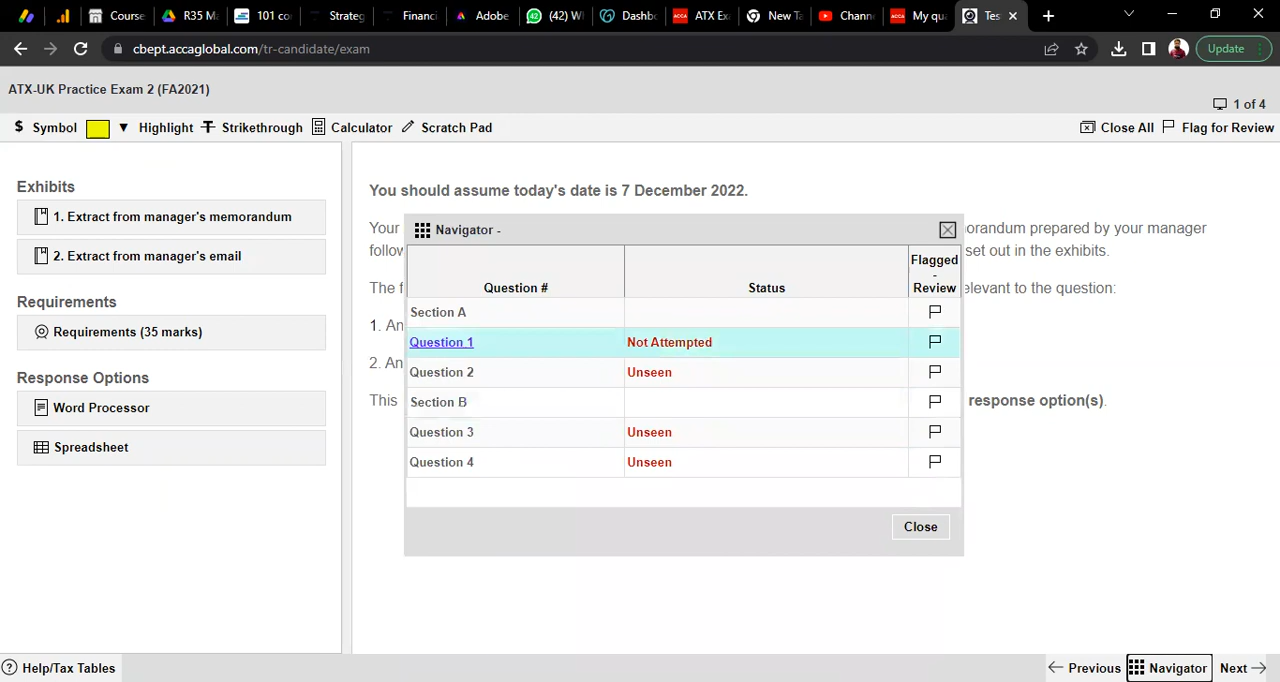 Course
R35 Ma
101 co
Strateg
Financi
Adobe
(42) W
Dashb
ATX Ex
New Ta
Chann
My qu
Tes
cbept.accaglobal.com/tr-candidate/exam
Update
ATX-UK Practice Exam 2 (FA2021)
1 of 4
$ Symbol
Highlight
Strikethrough
Calculator
Scratch Pad
Close All
Flag for Review
Exhibits
1. Extract from manager's memorandum
2. Extract from manager's email
Requirements
Requirements (35 marks)
Response Options
Word Processor
Spreadsheet
You should assume today's date is 7 December 2022.
Your
orandum prepared by your manager
follow
set out in the exhibits.
The f
elevant to the question:
1. An
2. An
This
response option(s).
Navigator -
Question #
Status
Flagged
-
Review
Section A
Question 1 Not Attempted
Question 2 Unseen
Section B
Question 3 Unseen
Question 4 Unseen
Close
Help/Tax Tables
Previous
Navigator
Next